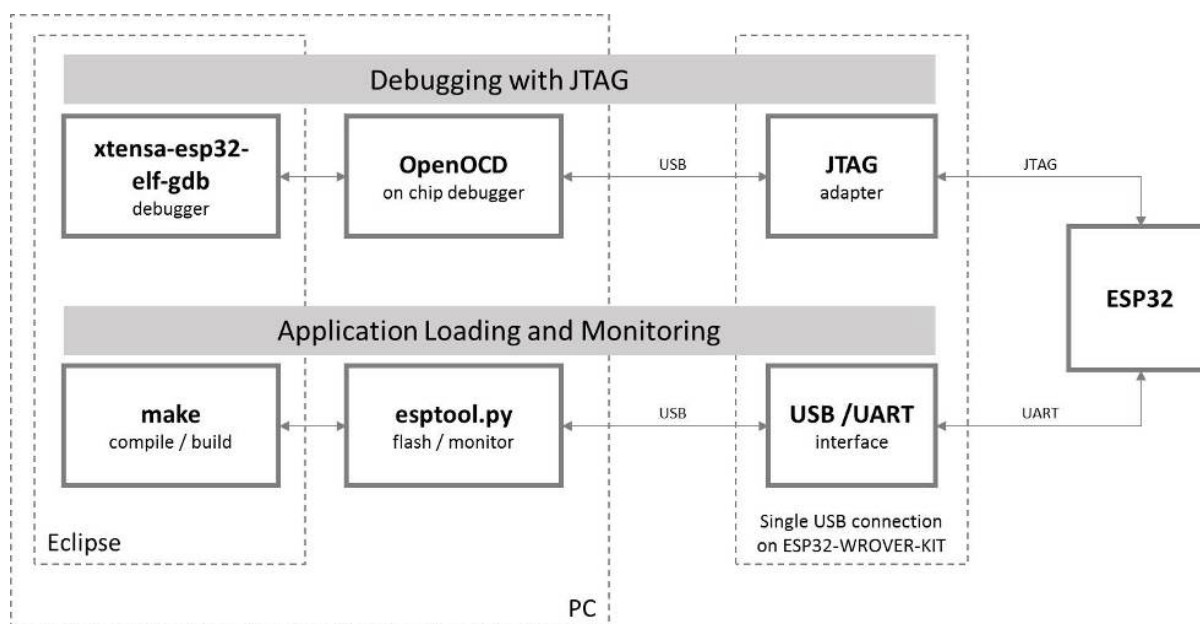 Debugging with JTAG
xtensa-esp32-
elf-gdb
debugger
OpenOCD
on chip debugger
USB
JTAG
adapter
JTAG
ESP32
Application Loading and Monitoring
make
compile / build
esptool.py
flash / monitor
USB
USB /UART
interface
UART
Eclipse
Single USB connection
on ESP32-WROVER-KIT
PC